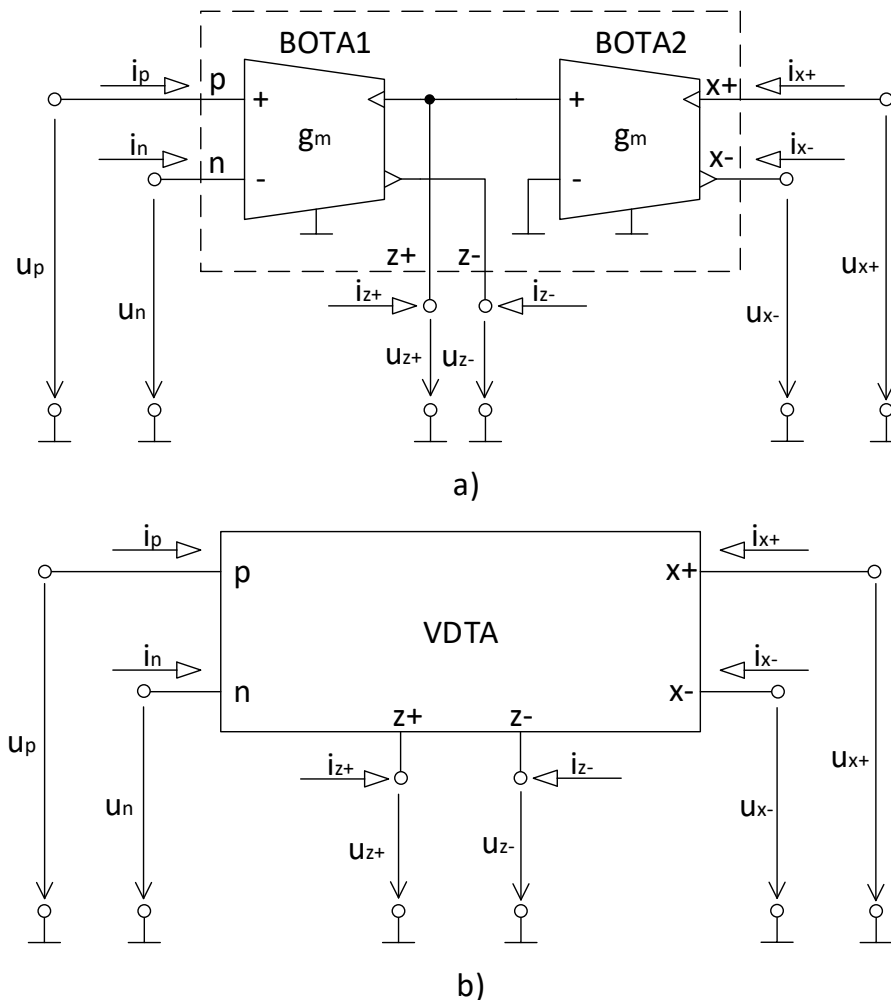 BOTA1 BOTA2
ip p + gm + gm x+ ix+
in n - - x- ix-
z+ z-
up un iz+ iz- ux- ux+
uz+ uz-
a)
ip ix+
p x+
VDTA
in ix-
n x-
z+ z-
up iz+ iz- ux+
un ux-
uz+ uz-
b)